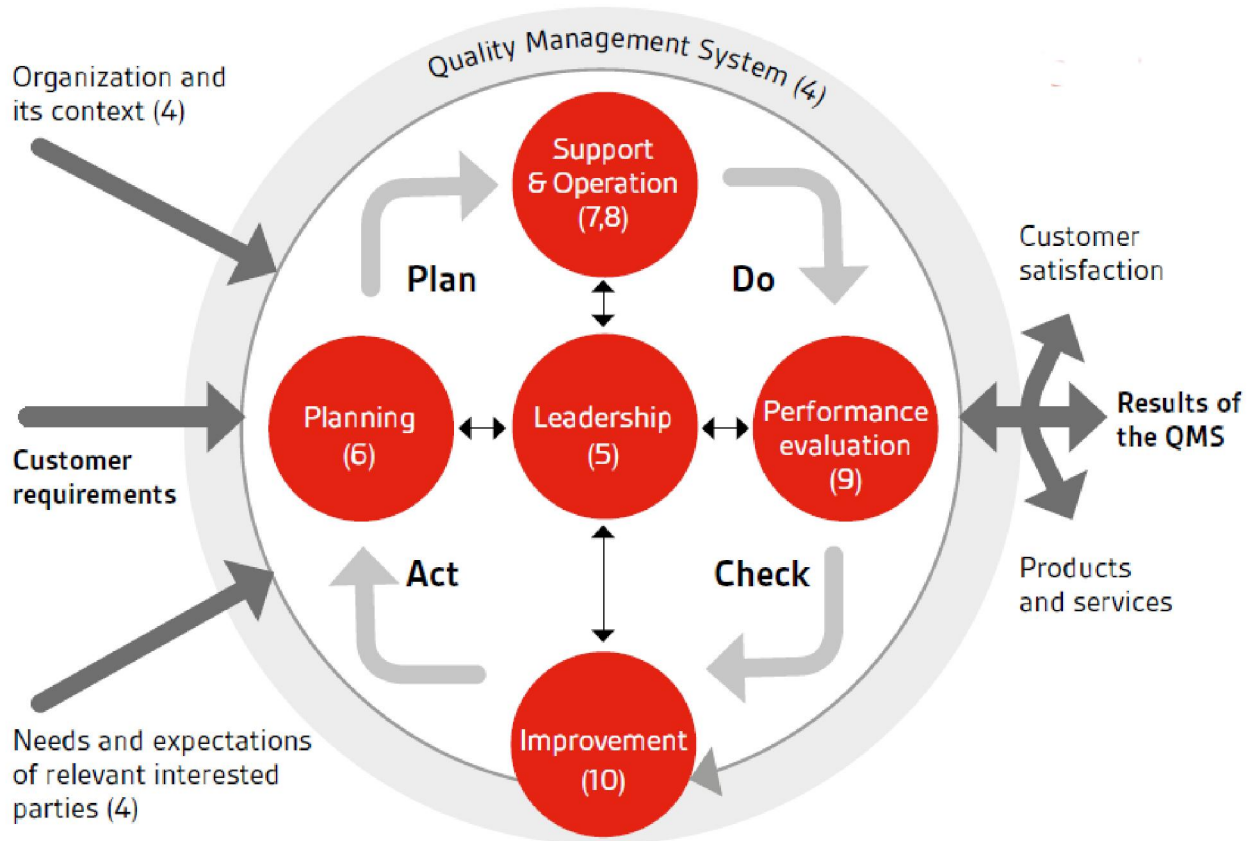 Quality Management System (4)
Organization and
its context (4)
Support
& Operation
(7,8)
Plan
Do
Customer
satisfaction
Planning
(6)
Leadership
(5)
Performance
evaluation
(9)
Results of
the QMS
Customer
requirements
Act
Check
Products
and services
Needs and expectations
of relevant interested
parties (4)
Improvement
(10)